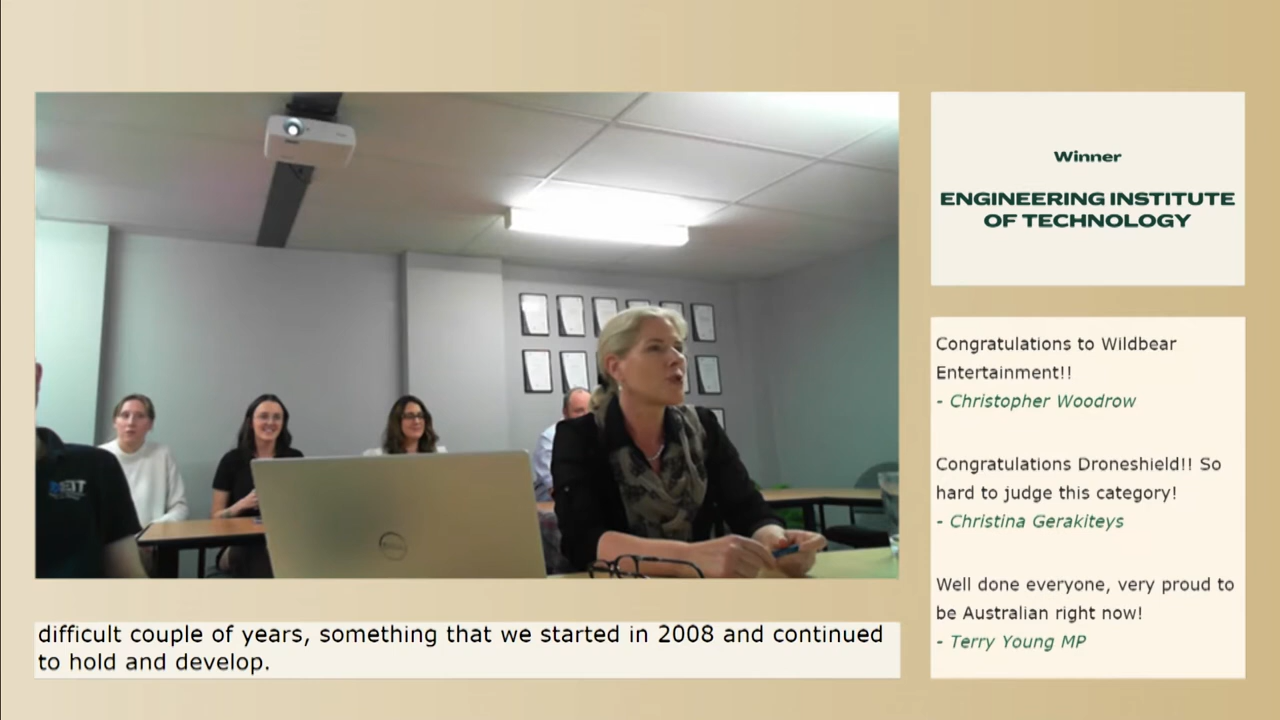 Winner
ENGINEERING INSTITUTE
OF TECHNOLOGY
Congratulations to Wildbear
Entertainment!!
- Christopher Woodrow
Congratulations Droneshield!! So
hard to judge this category!
- Christina Gerakiteys
Well done everyone, very proud to
be Australian right now!
- Terry Young MP
EIT
DELL
difficult couple of years, something that we started in 2008 and continued
to hold and develop.